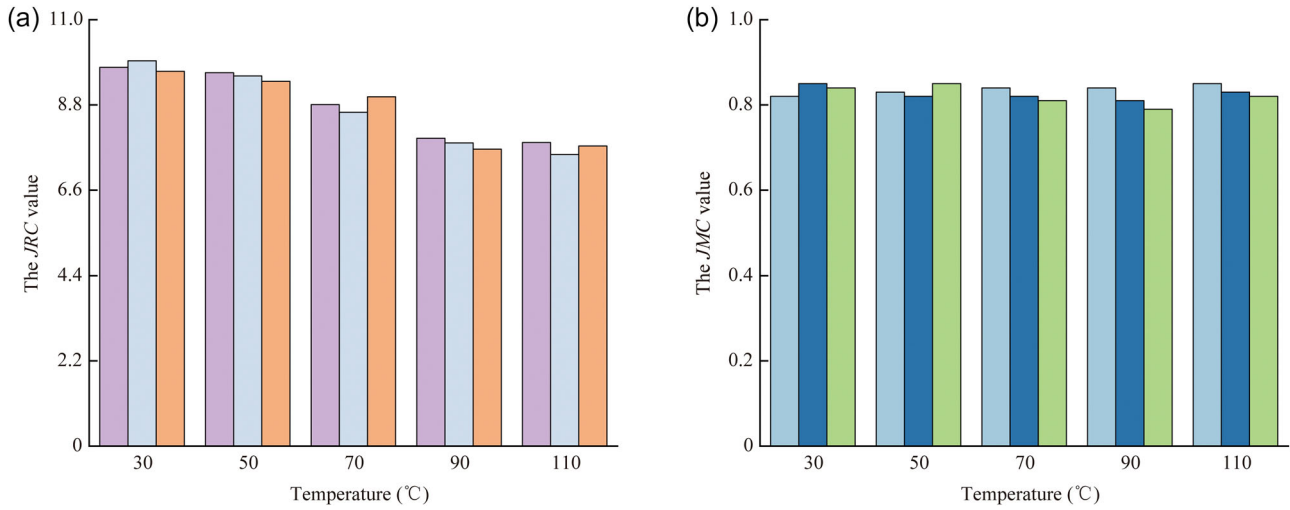 (a)
11.0
8.8
6.6
4.4
2.2
0
The JRC value
30 50 70 90 110
Temperature (℃)
(b)
1.0
0.8
0.6
0.4
0.2
0
The JMC value
30 50 70 90 110
Temperature (℃)